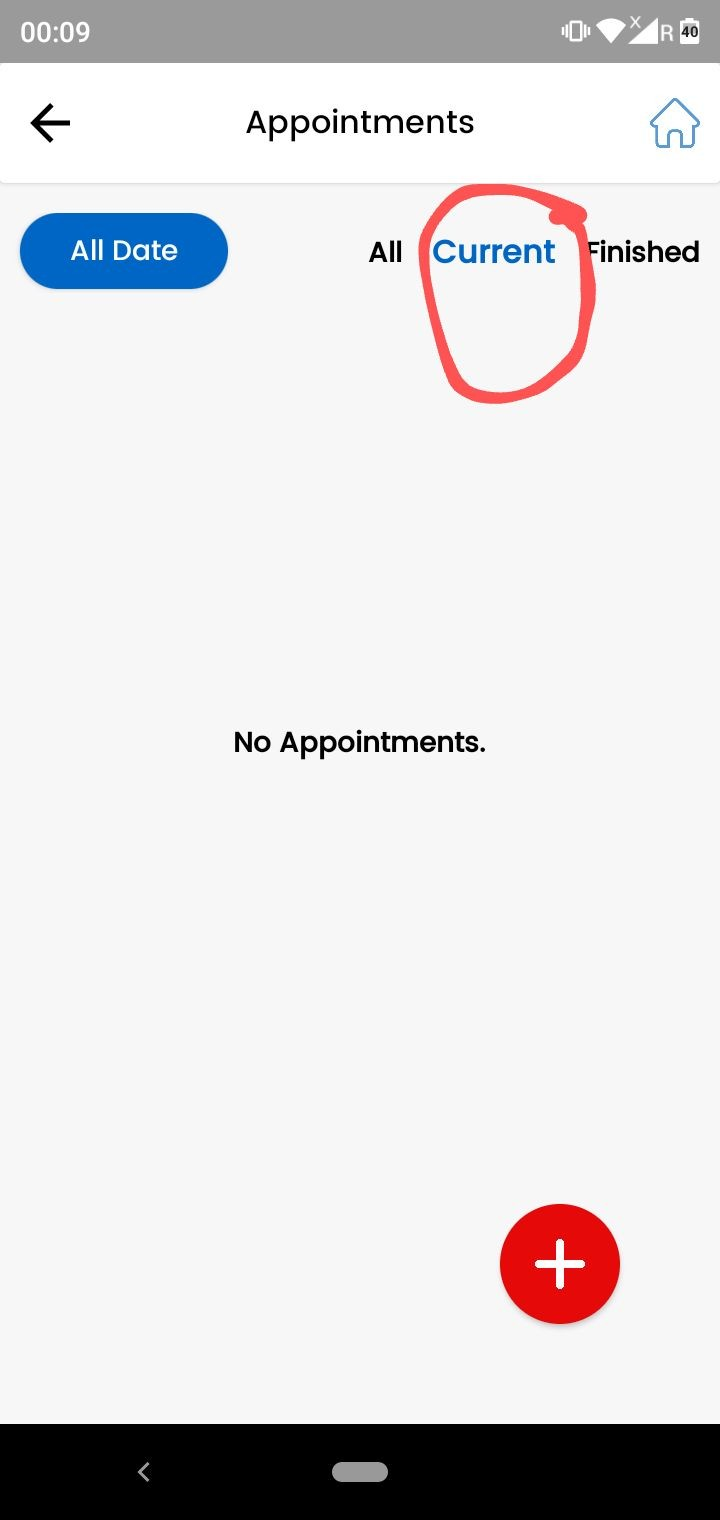 00:09 R 40
Appointments
All Date All Current Finished
No Appointments.